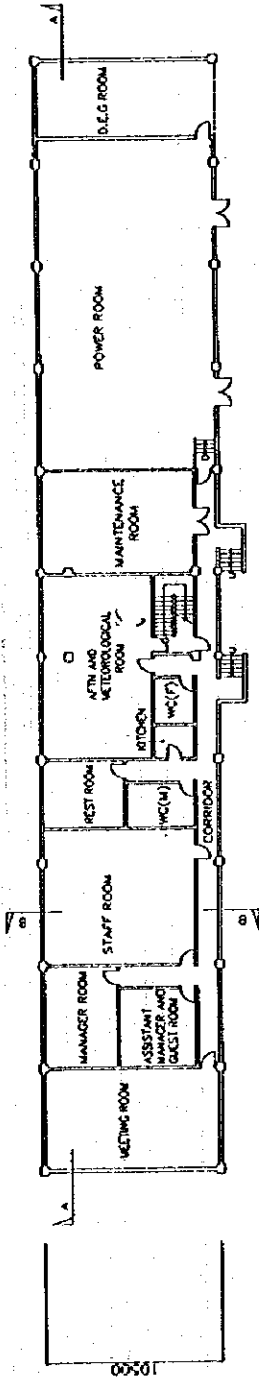 A
D.E.G ROOM
POWER ROOM
MAINTENANCE
ROOM
AFTN AND
METEOROLOGICAL
ROOM
KITCHEN
WC(F)
REST ROOM
WC(M)
CORRIDOR
STAFF ROOM
B
B
MANAGER ROOM
ASSISTANT
MANAGER AND
GUEST ROOM
MEETING ROOM
A
10500